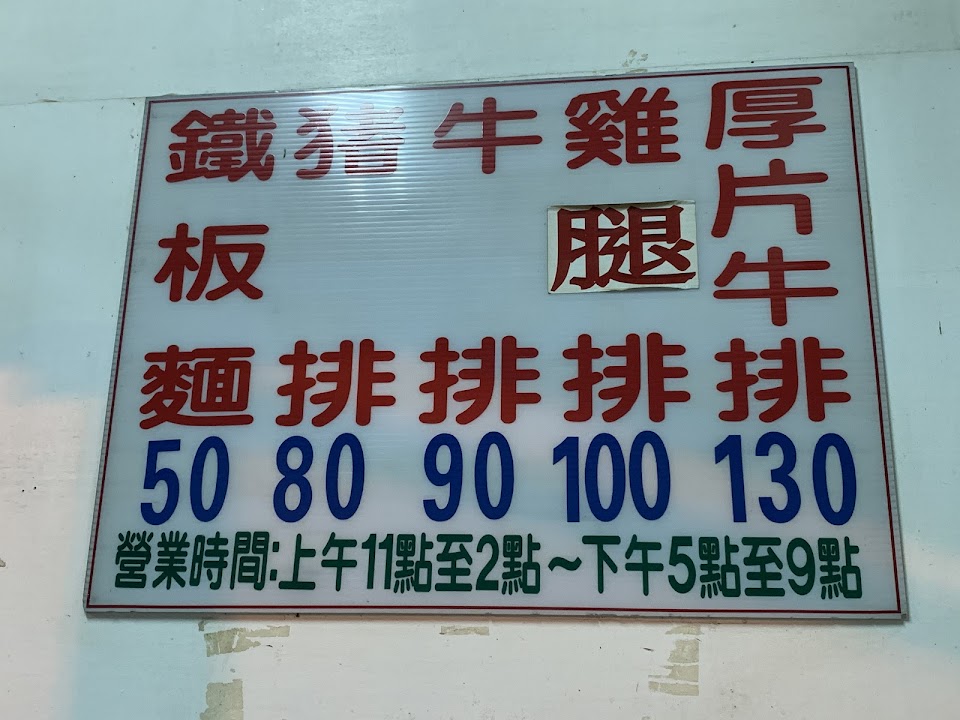 鐵板麵 50
猪排 80
牛排 90
雞腿排 100
厚片牛排 130
營業時間:上午11點至2點~下午5點至9點